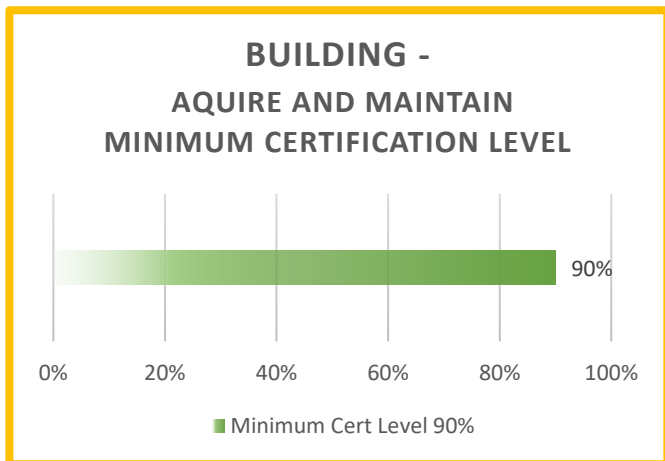 BUILDING -
AQUIRE AND MAINTAIN
MINIMUM CERTIFICATION LEVEL
90%
0% 20% 40% 60% 80% 100%
Minimum Cert Level 90%